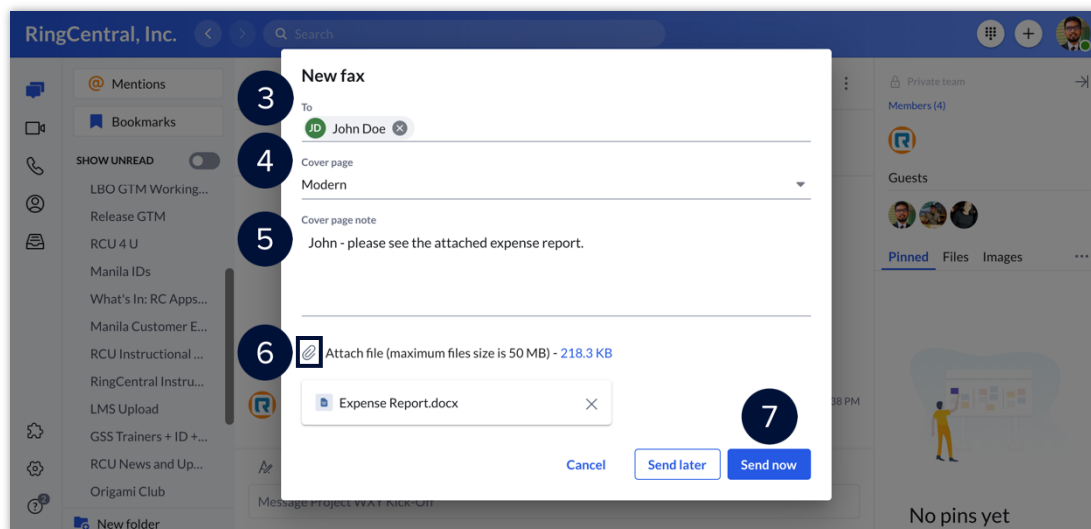 RingCentral, Inc.
Search
Mentions
Bookmarks
SHOW UNREAD
LBO GTM Working...
Release GTM
RCU 4 U
Manila IDs
What's In: RC Apps...
Manila Customer E...
RCU Instructional ...
RingCentral Instru...
LMS Upload
GSS Trainers + ID +...
RCU News and Up...
Origami Club
New folder
2
New fax
3
To
JD John Doe
4
Cover page
Modern
5
Cover page note
John - please see the attached expense report.
6
Attach file (maximum files size is 50 MB) - 218.3 KB
Expense Report.docx
7
Cancel
Send later
Send now
38 PM
Message Project WXY Kick-Off
Private team
Members (4)
Guests
Pinned Files Images
No pins yet